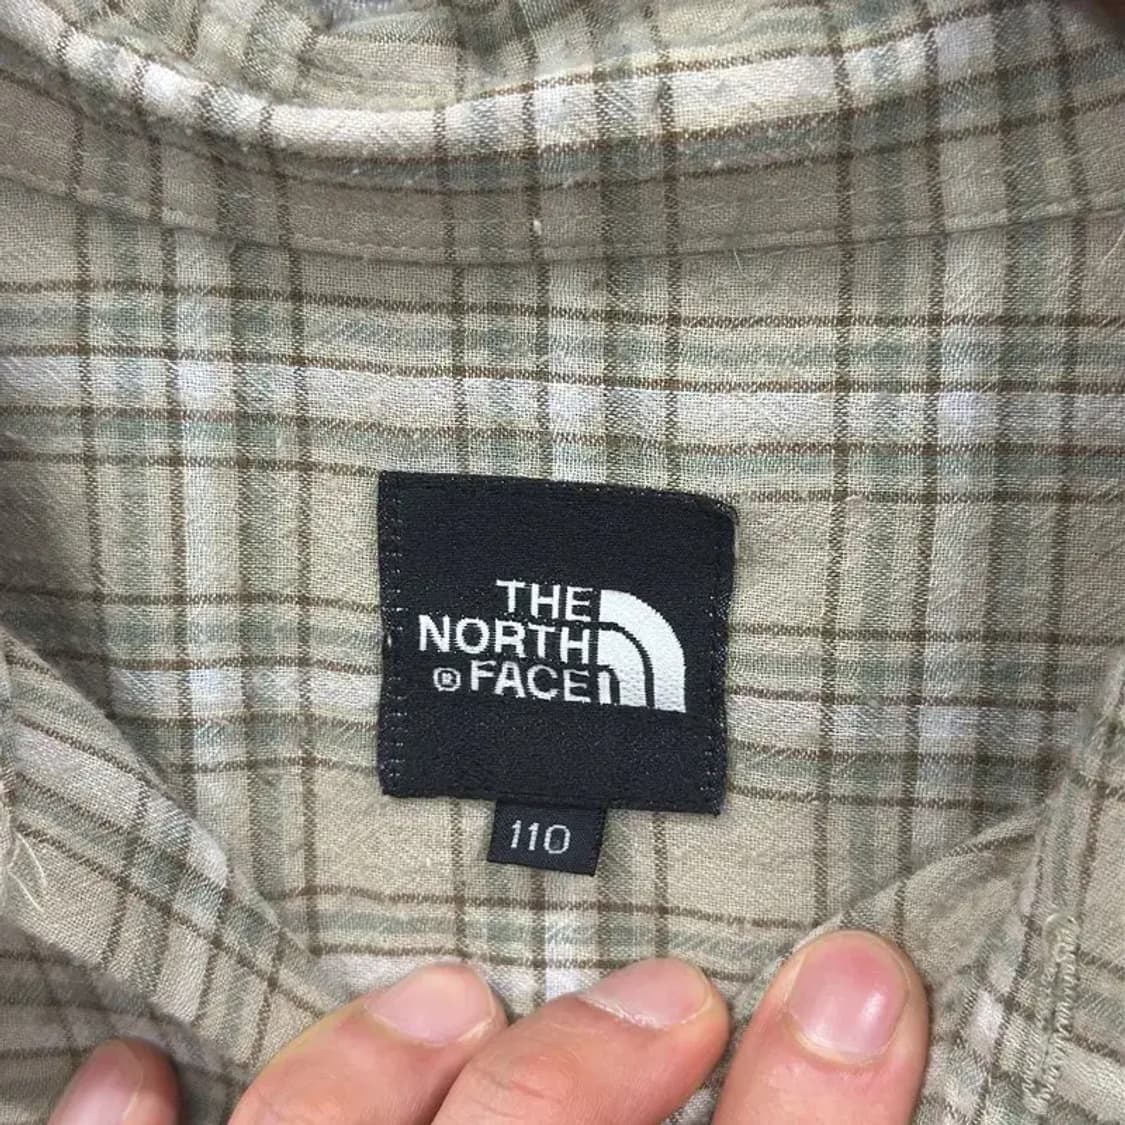 THE
NORTH
® FACE
110